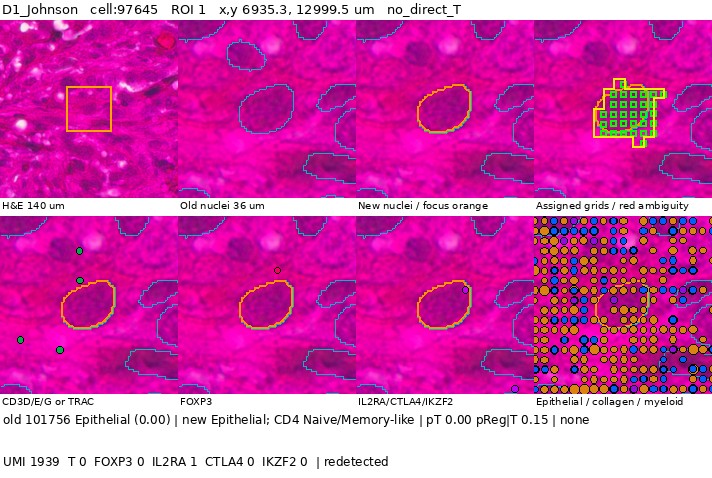 D1_Johnson cell:97645 ROI 1 x,y 6935.3, 12999.5 um no_direct_T
H&E 140 um
Old nuclei 36 um
New nuclei / focus orange
Assigned grids / red ambiguity
CD3D/E/G or TRAC
FOXP3
IL2RA/CTLA4/IKZF2
Epithelial / collagen / myeloid
old 101756 Epithelial (0.00) | new Epithelial; CD4 Naive/Memory-like | pT 0.00 pReg|T 0.15 | none
UMI 1939 T 0 FOXP3 0 IL2RA 1 CTLA4 0 IKZF2 0 | redetected